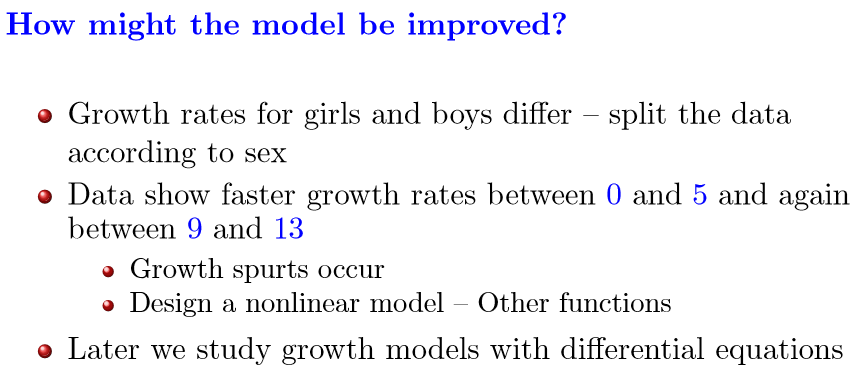 How might the model be improved?
Growth rates for girls and boys differ – split the data
according to sex
Data show faster growth rates between 0 and 5 and again
between 9 and 13
Growth spurts occur
Design a nonlinear model – Other functions
Later we study growth models with differential equations